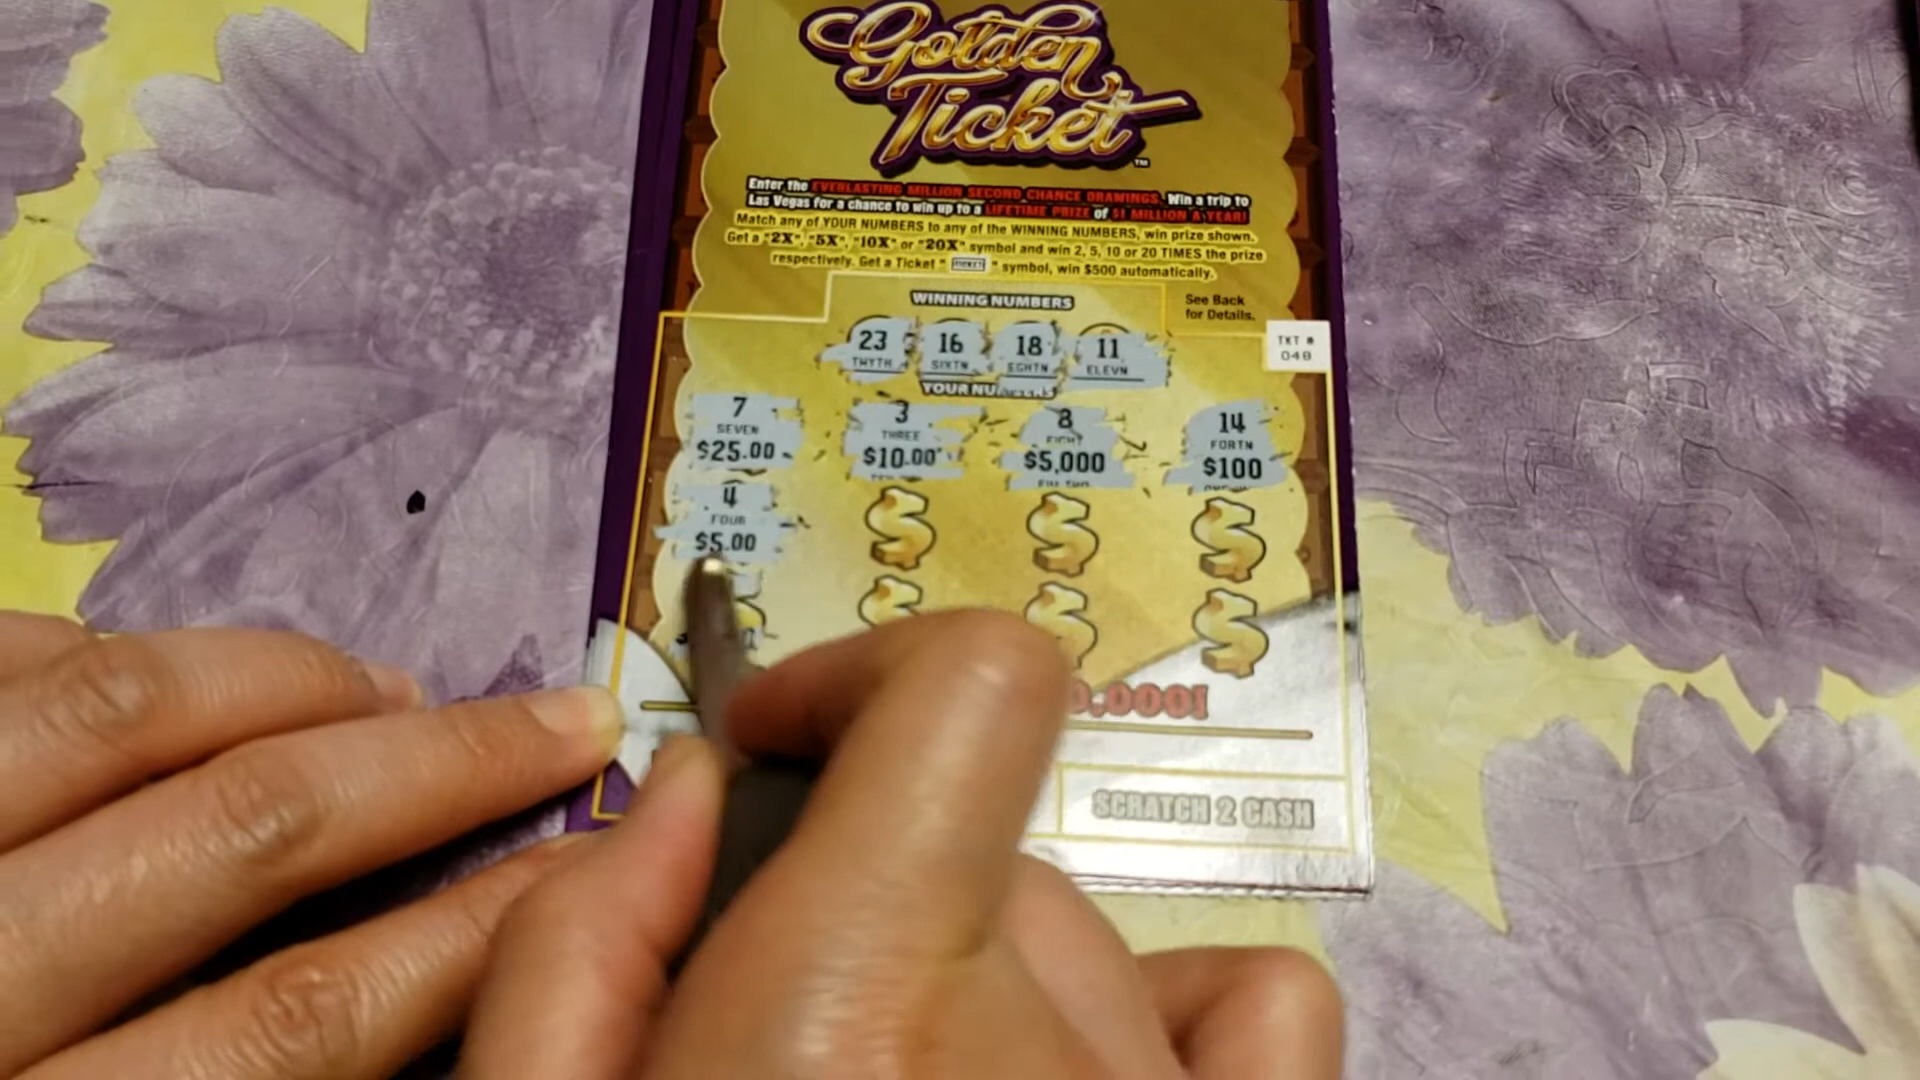 Golden
Ticket™
Enter the EVERLASTING MILLION SECOND CHANCE DRAWINGS. Win a trip to
Las Vegas for a chance to win up to a LIFETIME PRIZE of $1 MILLION A YEAR!
Match any of YOUR NUMBERS to any of the WINNING NUMBERS, win prize shown.
Get a "2X", "5X", "10X" or "20X" symbol and win 2, 5, 10 or 20 TIMES the prize
respectively. Get a Ticket "TICKET" symbol, win $500 automatically.
WINNING NUMBERS
See Back
for Details.
TKT #
048
23 16 18 11
TWYTH SIXTN EGHTN ELEVN
YOUR NUMBERS
7 3 8 14
SEVEN THREE EIGHT FORTN
$25.00 $10.00 $5,000 $100
4
FOUR
$5.00
SCRATCH 2 CASH